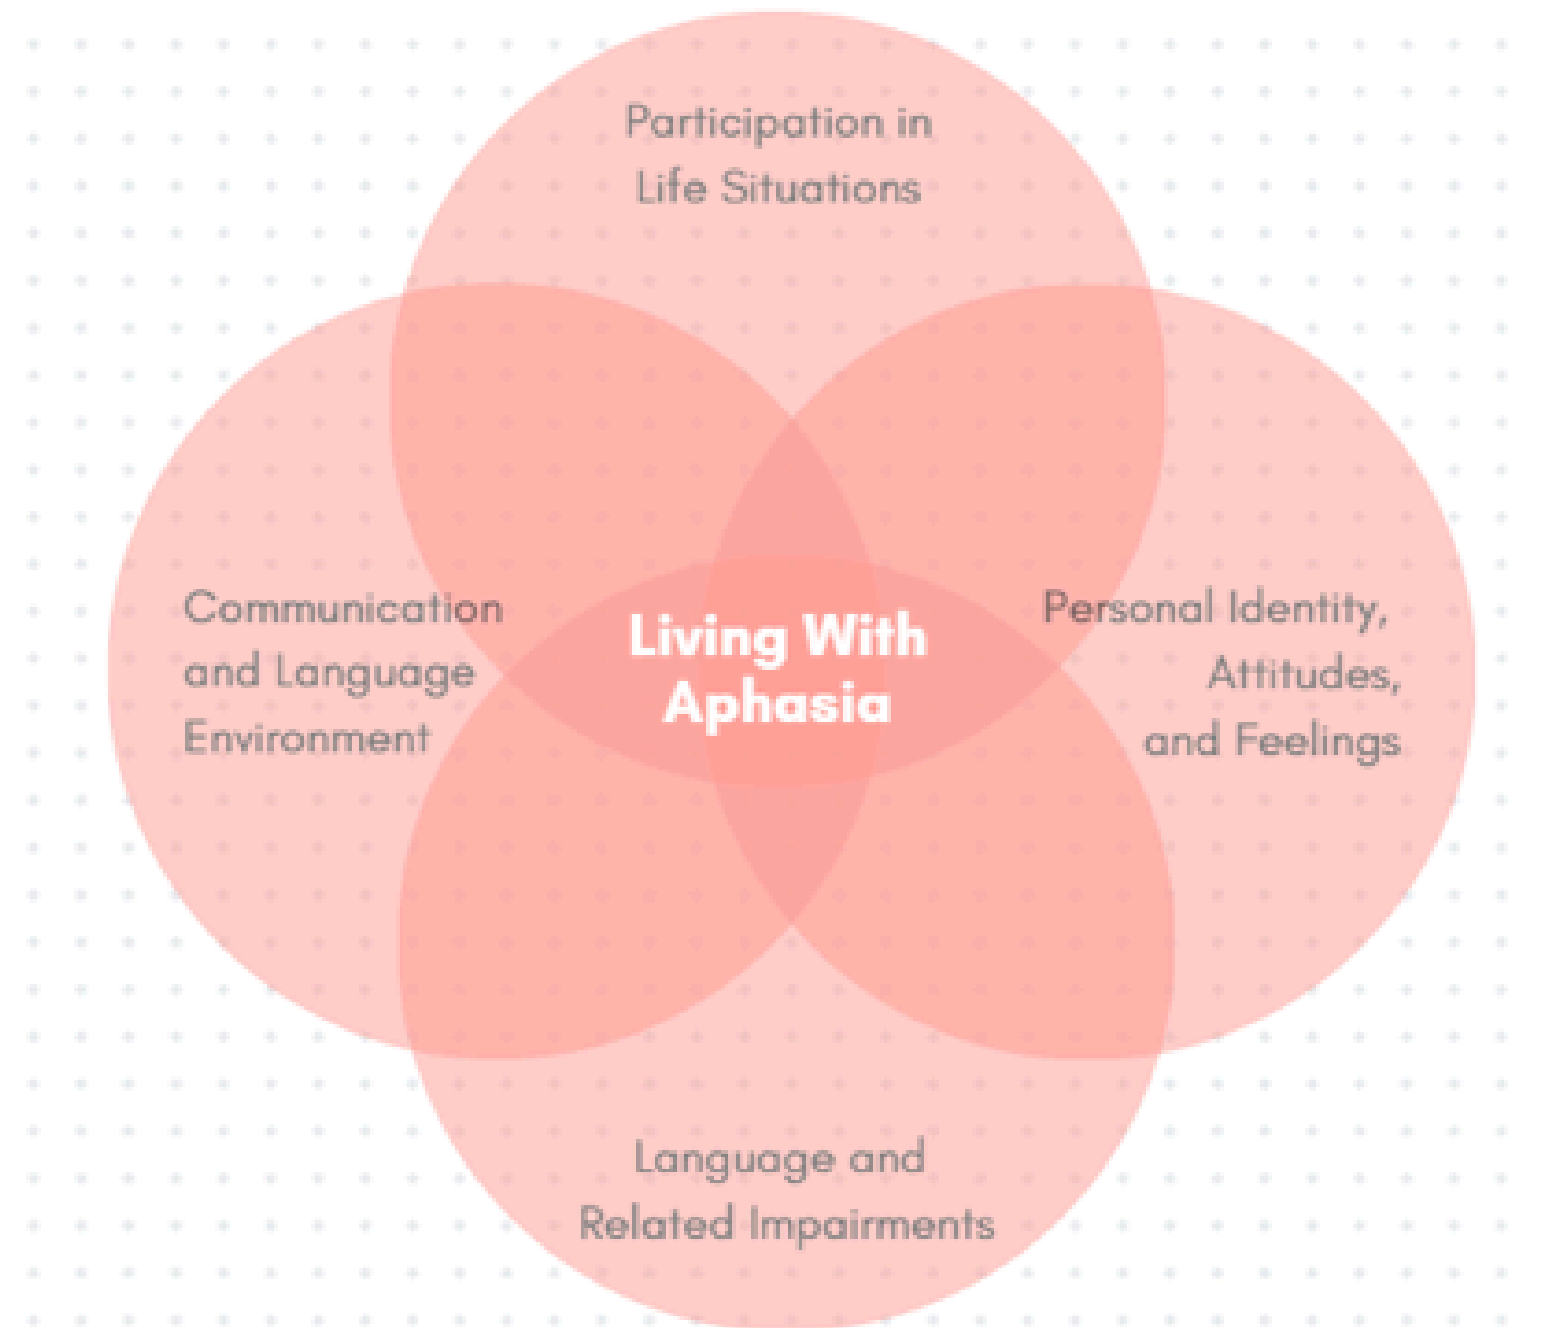 Participation in
Life Situations
Communication
and Language
Environment
Living With
Aphasia
Personal Identity,
Attitudes,
and Feelings
Language and
Related Impairments